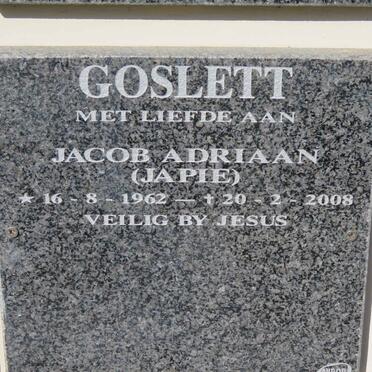 GOSLETT
MET LIEFDE AAN
JACOB ADRIAAN
(JAPIE)
★ 16 - 8 - 1962 — ✝ 20 - 2 - 2008
VEILIG BY JESUS